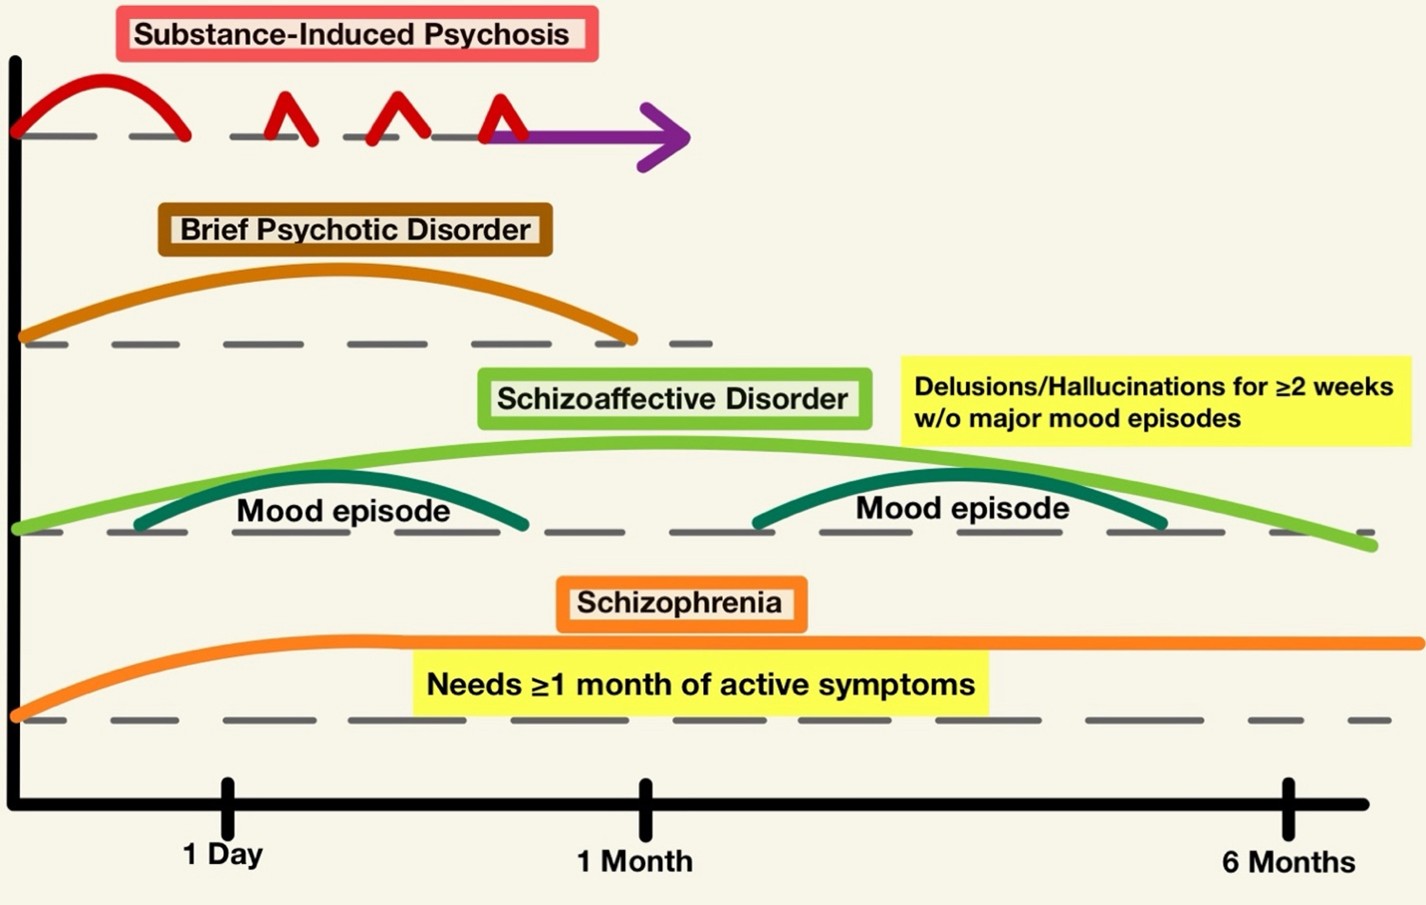 Substance-Induced Psychosis
Brief Psychotic Disorder
Schizoaffective Disorder
Delusions/Hallucinations for ≥2 weeks
w/o major mood episodes
Mood episode
Mood episode
Schizophrenia
Needs ≥1 month of active symptoms
1 Day
1 Month
6 Months